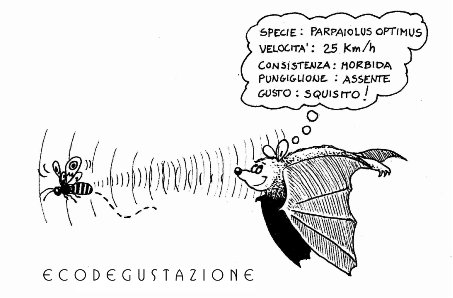 SPECIE: PARPAIOLUS OPTIMUS
VELOCITA': 25 Km/h
CONSISTENZA: MORBIDA
PUNGIGLIONE: ASSENTE
GUSTO: SQUISITO!
ECODEGUSTAZIONE